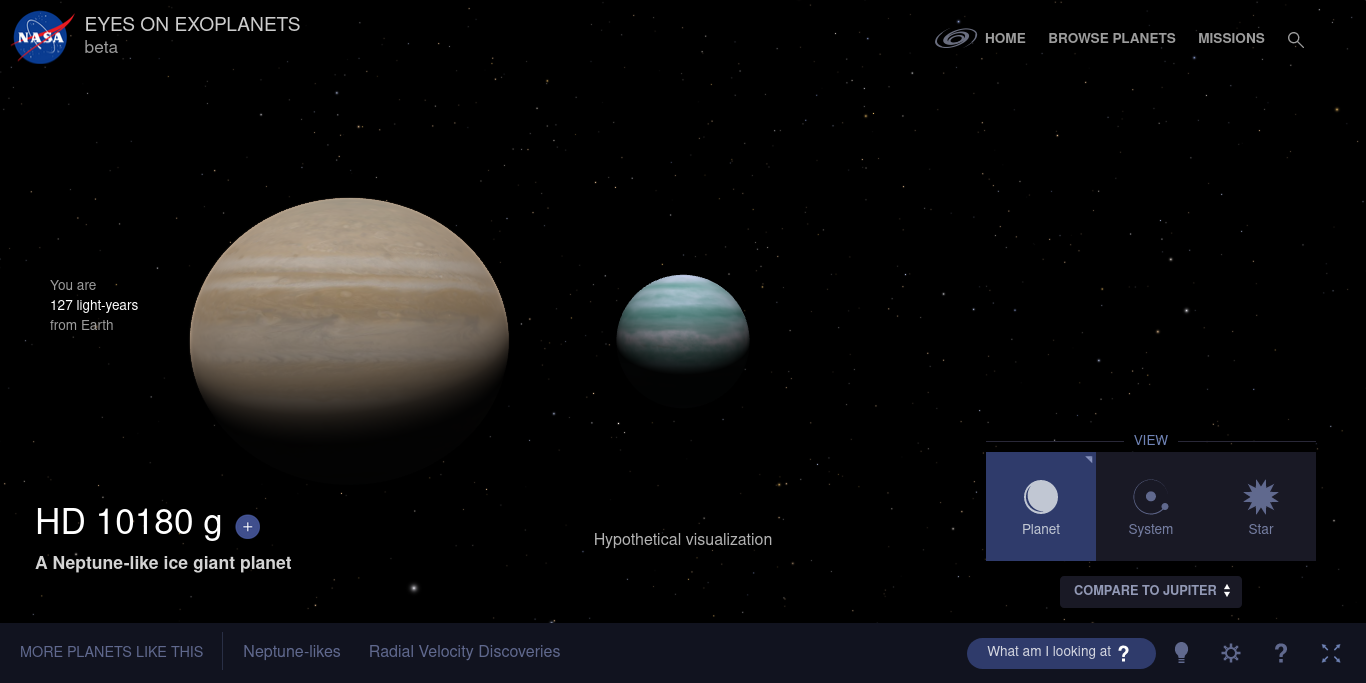 NASA
EYES ON EXOPLANETS
beta
HOME
BROWSE PLANETS
MISSIONS
You are
127 light-years
from Earth
HD 10180 g +
A Neptune-like ice giant planet
Hypothetical visualization
VIEW
Planet
System
Star
COMPARE TO JUPITER
MORE PLANETS LIKE THIS
Neptune-likes
Radial Velocity Discoveries
What am I looking at ?
?